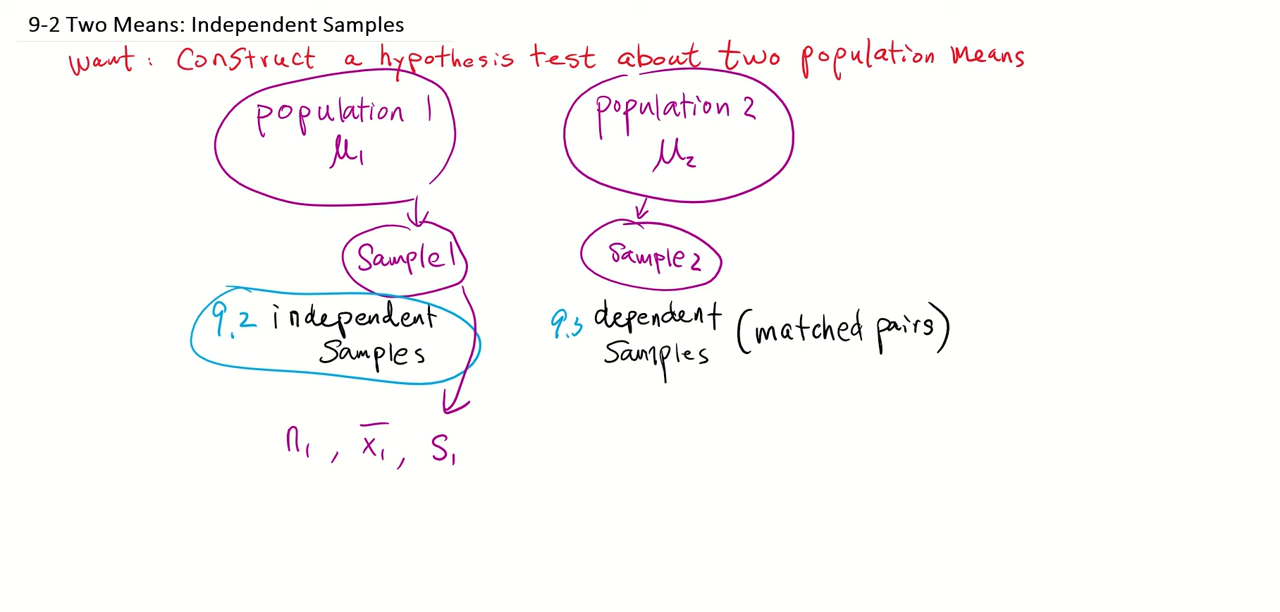 9-2 Two Means: Independent Samples
Want: Construct a hypothesis test about two population means
population 1
μ₁
population 2
μ₂
Sample 1
Sample 2
9.2 independent
Samples
9.3 dependent
Samples
(matched pairs)
n₁, x̄₁, S₁